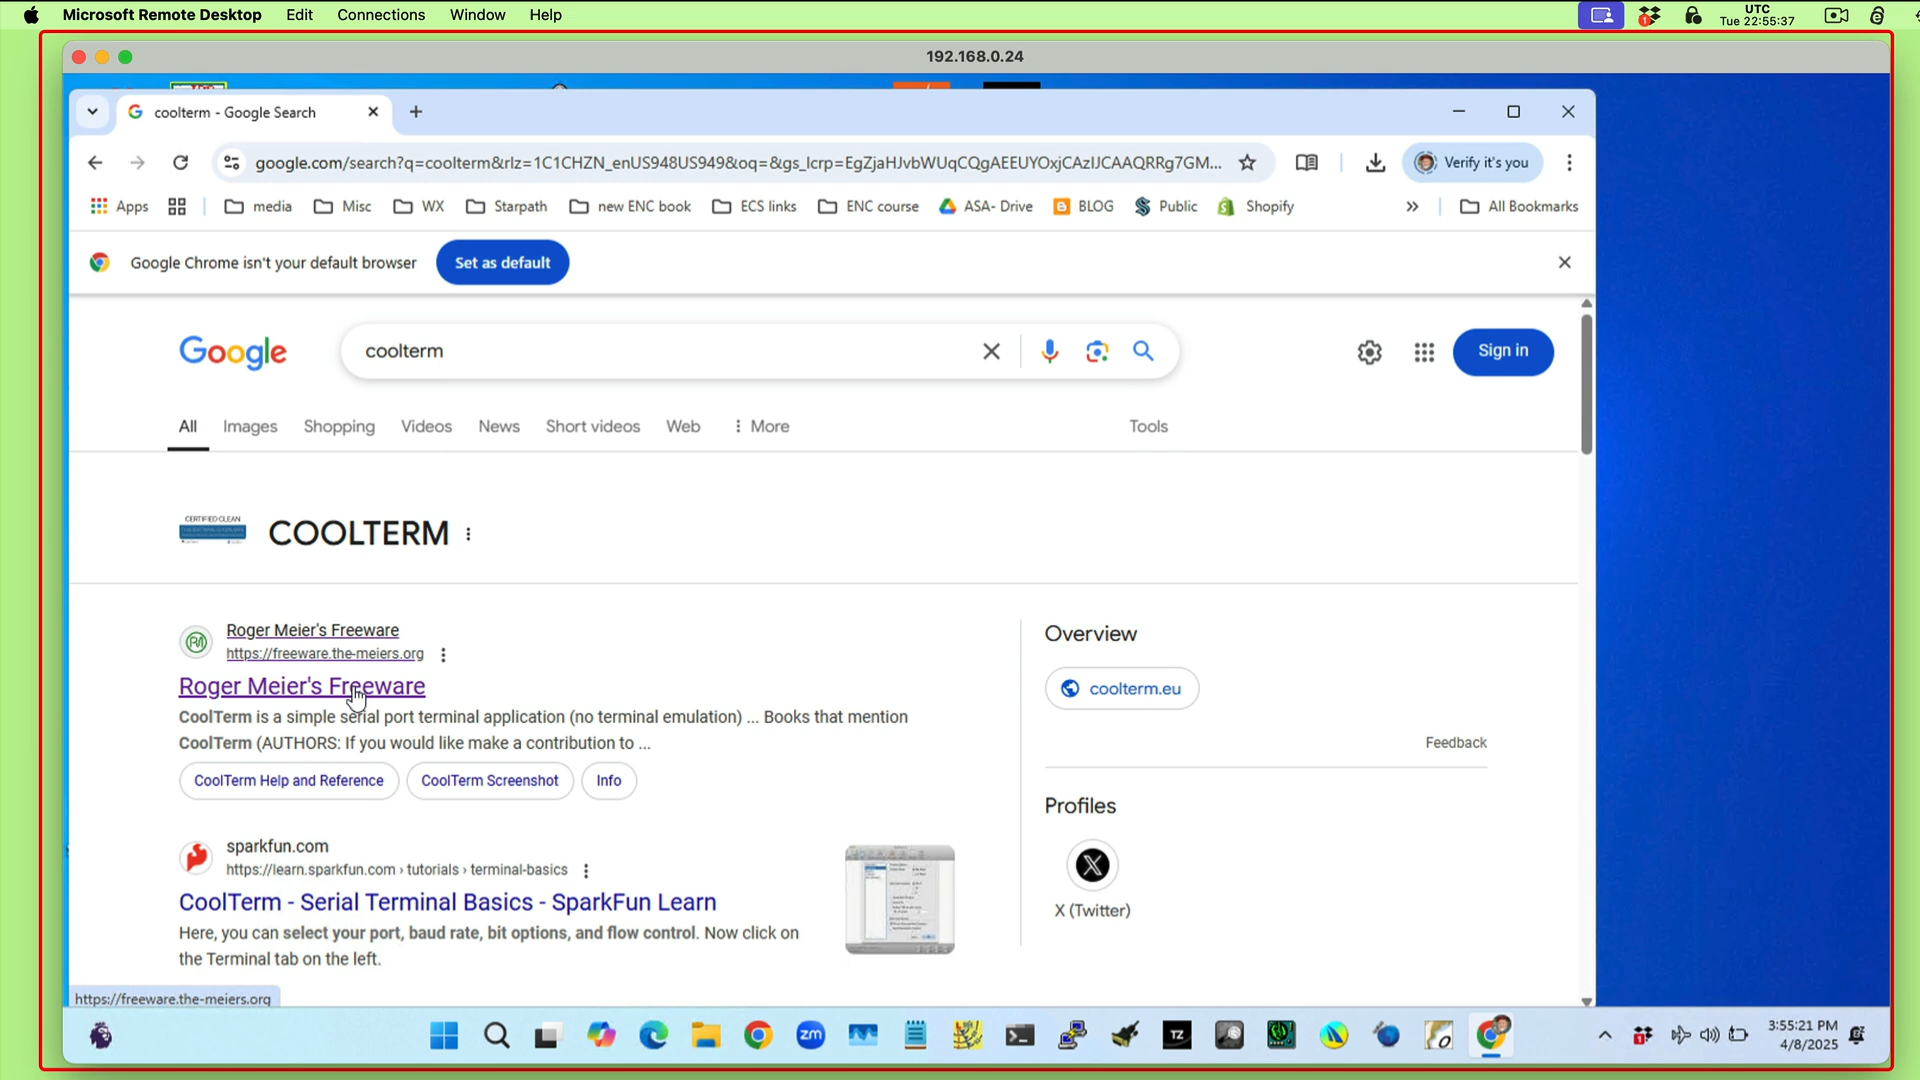 Microsoft Remote Desktop Edit Connections Window Help
1
UTC
Tue 22:55:37
192.168.0.24
coolterm - Google Search
google.com/search?q=coolterm&rlz=1C1CHZN_enUS948US949&oq=&gs_lcrp=EgZjaHJvbWUqCQgAEEUYOxjCAzIJCAAQRRg7GM...
Verify it's you
Apps media Misc WX Starpath new ENC book ECS links ENC course ASA- Drive BLOG Public Shopify » All Bookmarks
Google Chrome isn't your default browser Set as default
Google coolterm Sign in
All Images Shopping Videos News Short videos Web More Tools
CERTIFIED CLEAN
COOLTERM
Roger Meier's Freeware
https://freeware.the-meiers.org
Roger Meier's Freeware
CoolTerm is a simple serial port terminal application (no terminal emulation) ... Books that mention
CoolTerm (AUTHORS: If you would like make a contribution to ...
CoolTerm Help and Reference CoolTerm Screenshot Info
Overview
coolterm.eu
Feedback
Profiles
X (Twitter)
sparkfun.com
https://learn.sparkfun.com › tutorials › terminal-basics
CoolTerm - Serial Terminal Basics - SparkFun Learn
Here, you can select your port, baud rate, bit options, and flow control. Now click on
the Terminal tab on the left.
https://freeware.the-meiers.org
zm
TZ
O
1
3:55:21 PM
4/8/2025